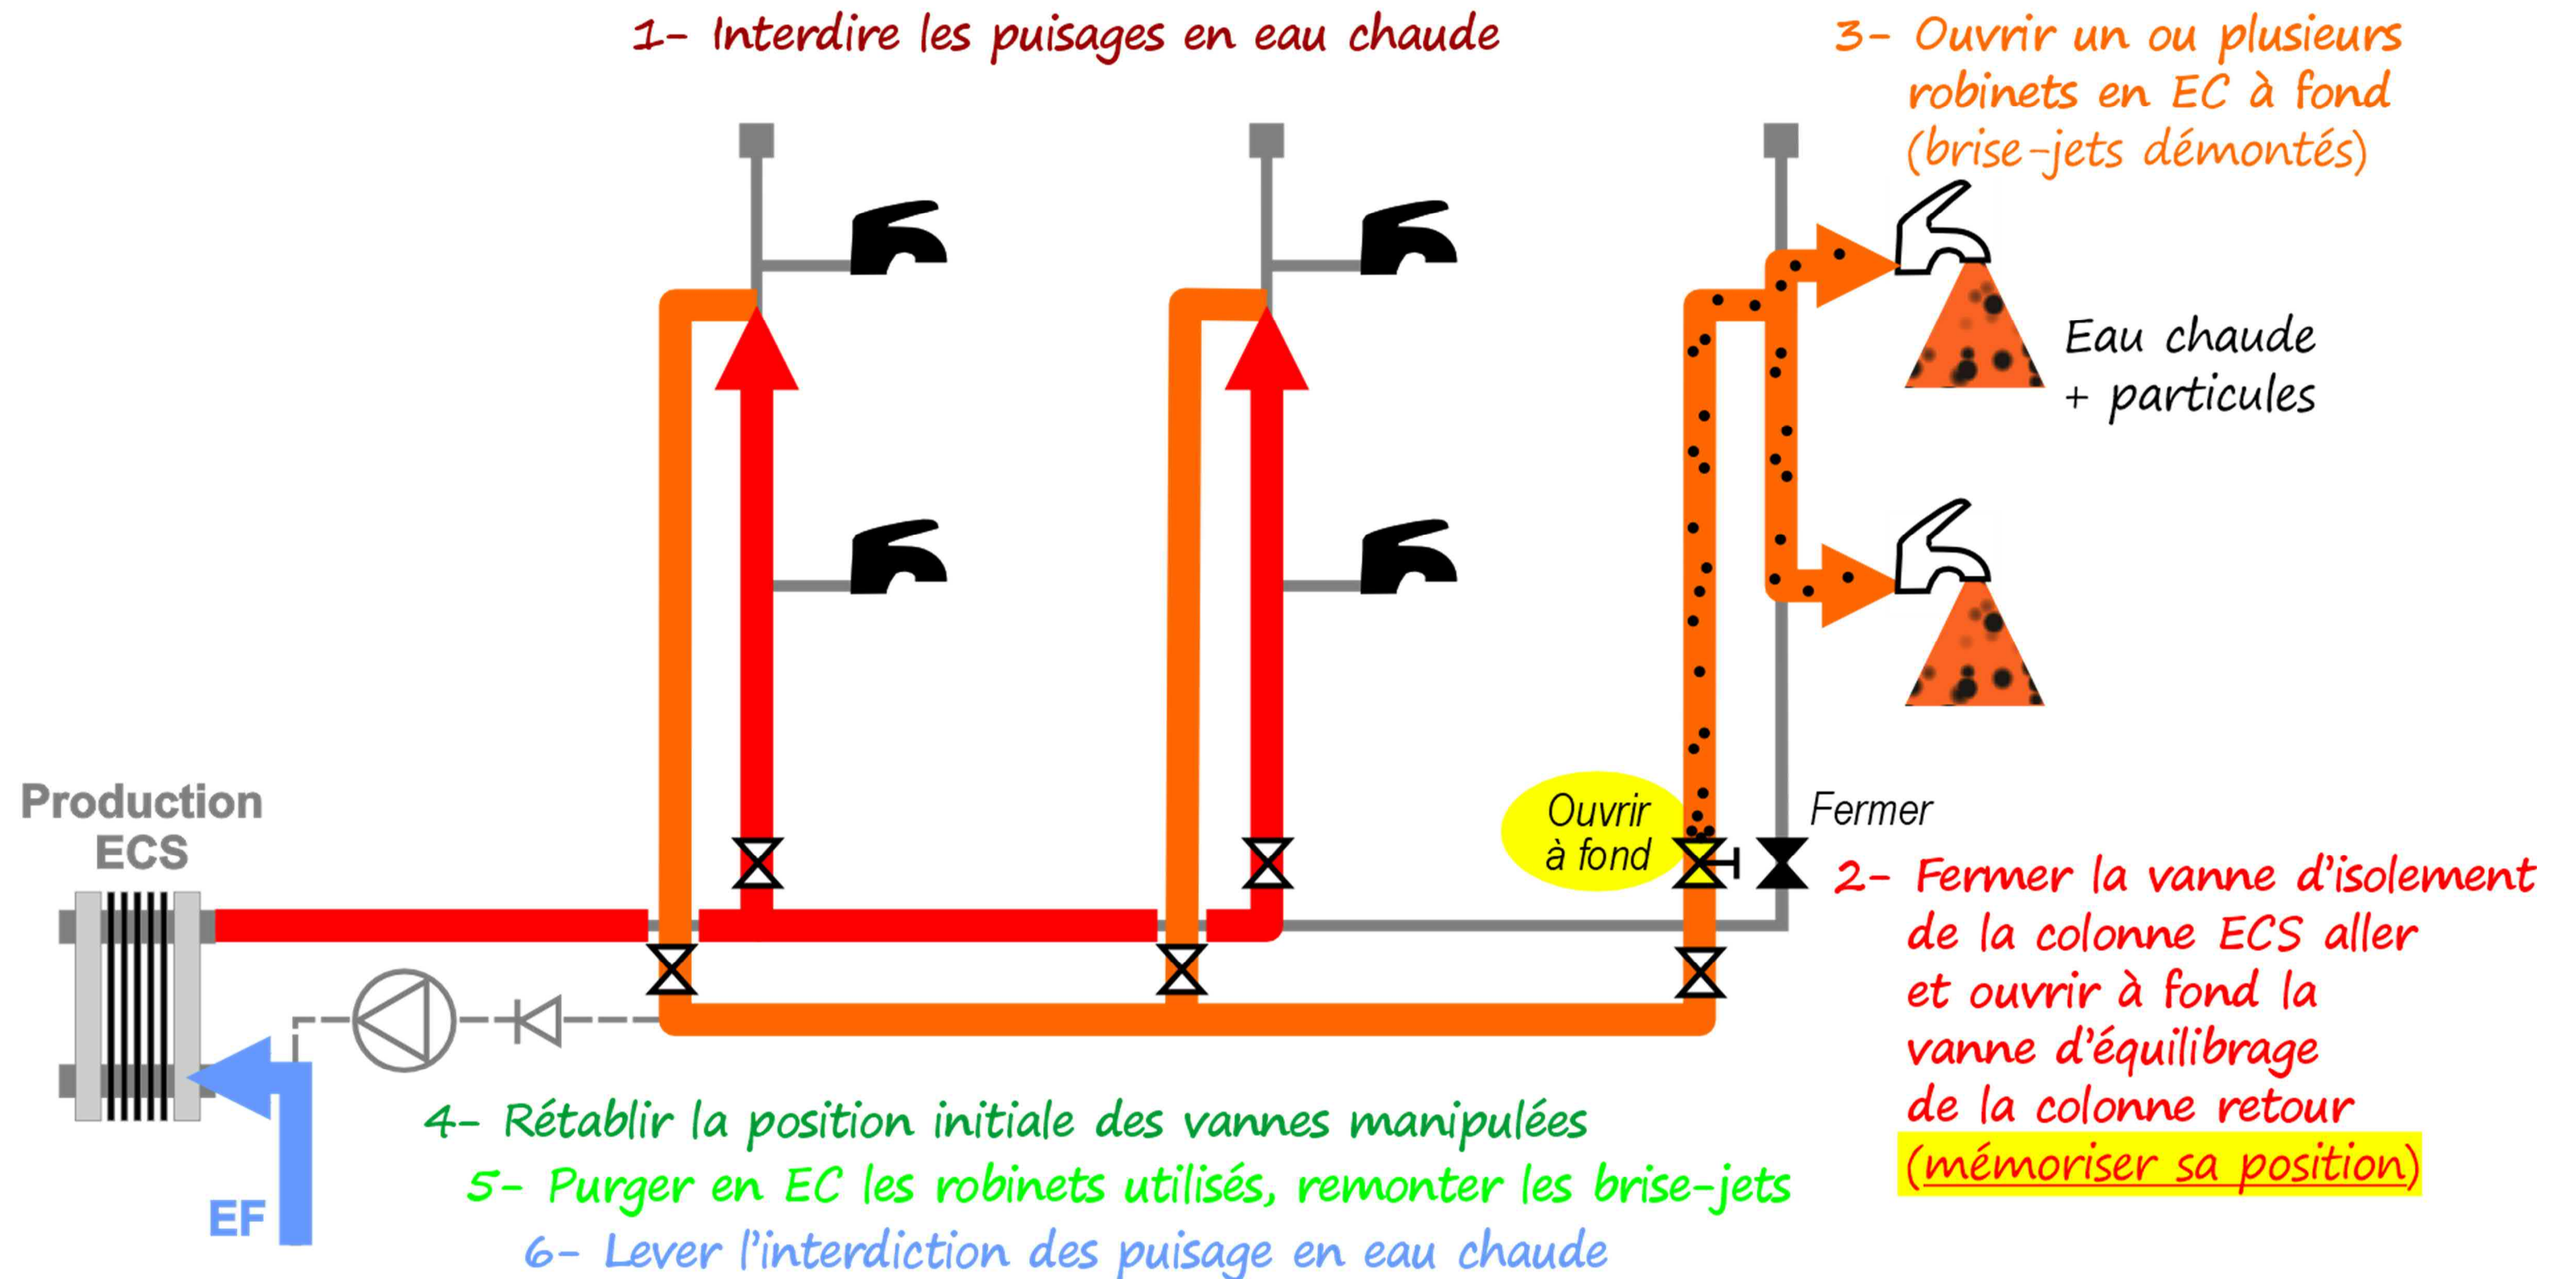 1- Interdire les puisages en eau chaude
3- Ouvrir un ou plusieurs
robinets en EC à fond
(brise-jets démontés)
Eau chaude
+ particules
Production
ECS
Ouvrir
à fond
Fermer
2- Fermer la vanne d'isolement
de la colonne ECS aller
et ouvrir à fond la
vanne d'équilibrage
de la colonne retour
(mémoriser sa position)
4- Rétablir la position initiale des vannes manipulées
5- Purger en EC les robinets utilisés, remonter les brise-jets
EF
6- Lever l'interdiction des puisage en eau chaude